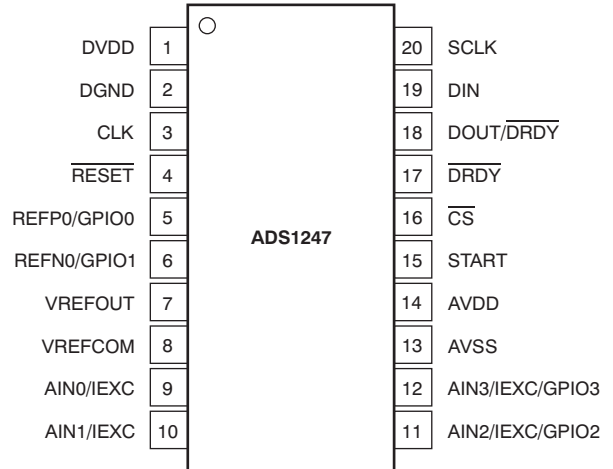 DVDD 1 20 SCLK
DGND 2 19 DIN
CLK 3 18 DOUT/DRDY
RESET 4 17 DRDY
REFP0/GPIO0 5 16 CS
REFN0/GPIO1 6 ADS1247 15 START
VREFOUT 7 14 AVDD
VREFCOM 8 13 AVSS
AIN0/IEXC 9 12 AIN3/IEXC/GPIO3
AIN1/IEXC 10 11 AIN2/IEXC/GPIO2